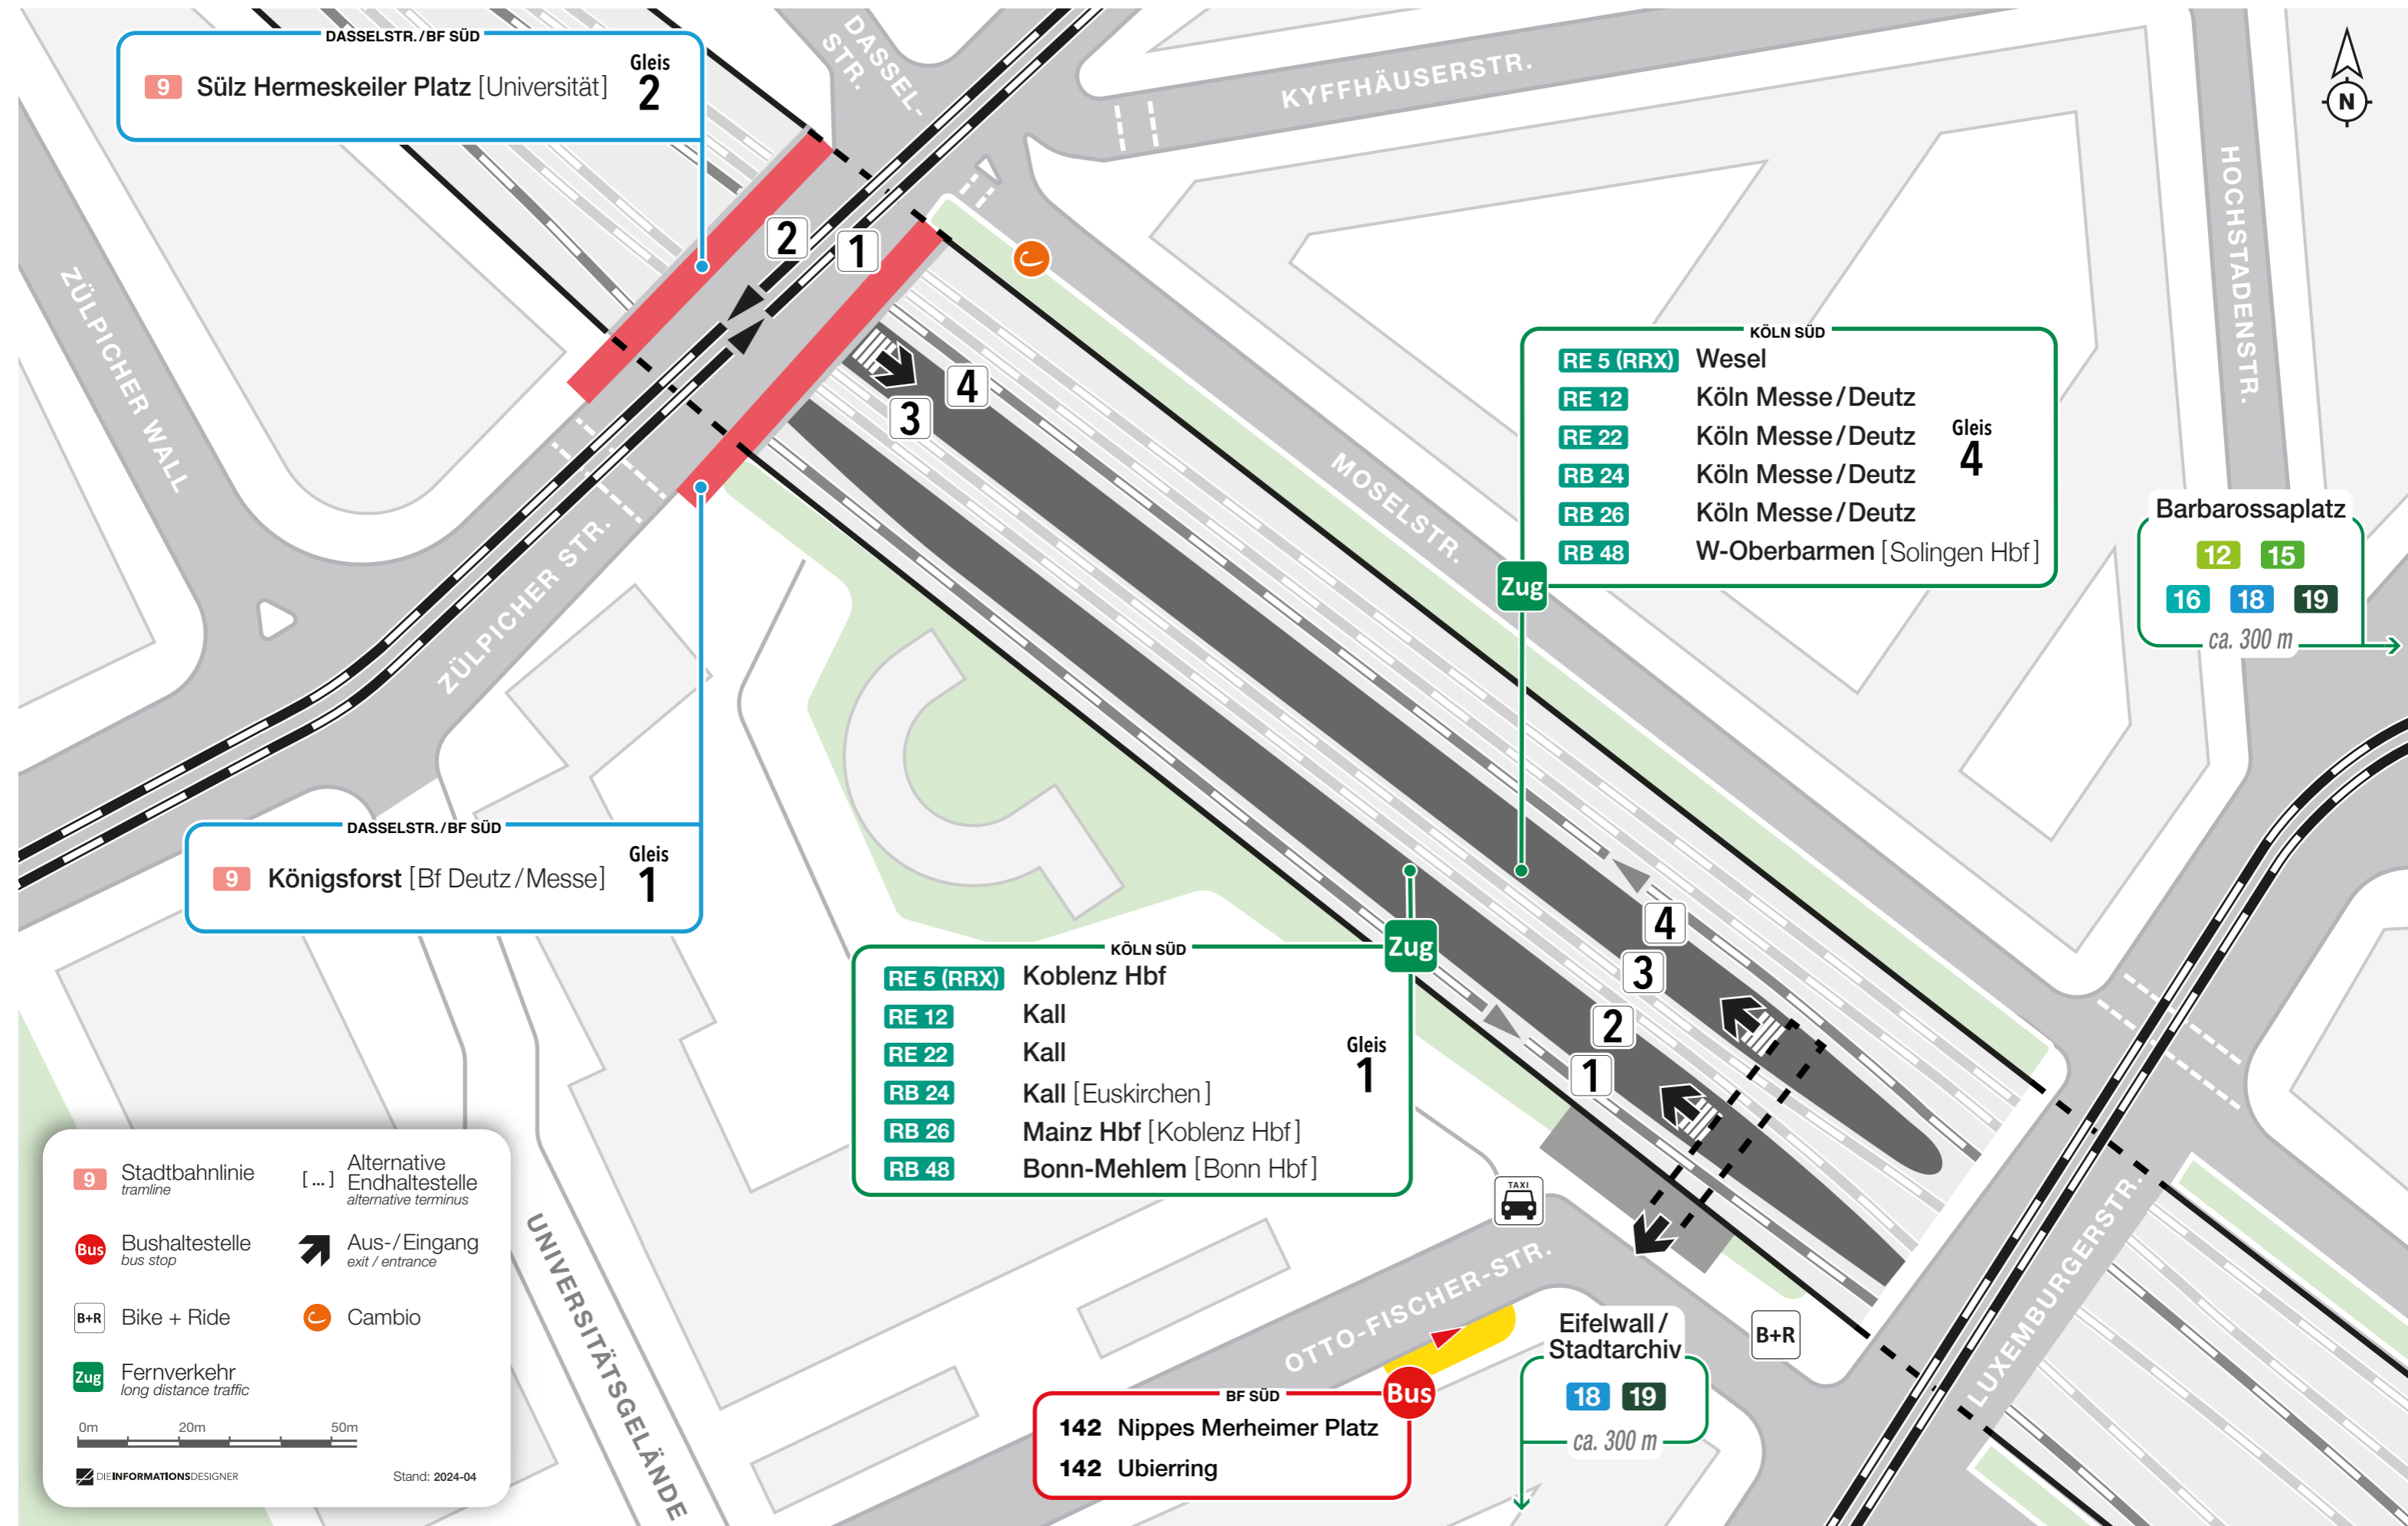 DASSELSTR./BF SÜD
9 Sülz Hermeskeiler Platz [Universität]
Gleis
2
DASSEL-
STR.
KYFFHÄUSERSTR.
N
HOCHSTADENSTR.
ZÜLPICHER WALL
2
1
4
3
MOSELSTR.
KÖLN SÜD
RE 5 (RRX) Wesel
RE 12 Köln Messe/Deutz
RE 22 Köln Messe/Deutz
RB 24 Köln Messe/Deutz
RB 26 Köln Messe/Deutz
RB 48 W-Oberbarmen [Solingen Hbf]
Gleis
4
Zug
Barbarossaplatz
12 15
16 18 19
ca. 300 m
ZÜLPICHER STR.
DASSELSTR./BF SÜD
9 Königsforst [Bf Deutz/Messe]
Gleis
1
KÖLN SÜD
RE 5 (RRX) Koblenz Hbf
RE 12 Kall
RE 22 Kall
RB 24 Kall [Euskirchen]
RB 26 Mainz Hbf [Koblenz Hbf]
RB 48 Bonn-Mehlem [Bonn Hbf]
Gleis
1
Zug
4
3
2
1
TAXI
UNIVERSITÄTSGELÄNDE
OTTO-FISCHER-STR.
LUXEMBURGERSTR.
B+R
Eifelwall/
Stadtarchiv
18 19
ca. 300 m
BF SÜD
Bus
142 Nippes Merheimer Platz
142 Ubierring
9 Stadtbahnlinie
tramline
[...] Alternative
Endhaltestelle
alternative terminus
Bus Bushaltestelle
bus stop
Aus-/Eingang
exit / entrance
B+R Bike + Ride
Cambio
Zug Fernverkehr
long distance traffic
0m 20m 50m
DIEINFORMATIONSDESIGNER
Stand: 2024-04